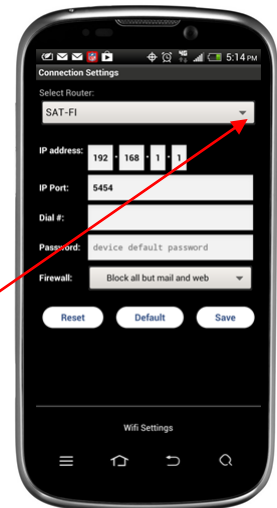 5:14 PM
Connection Settings
Select Router:
SAT-FI
IP address: 192 · 168 · 1 · 1
IP Port: 5454
Dial #:
Password: device default password
Firewall: Block all but mail and web
Reset Default Save
Wifi Settings